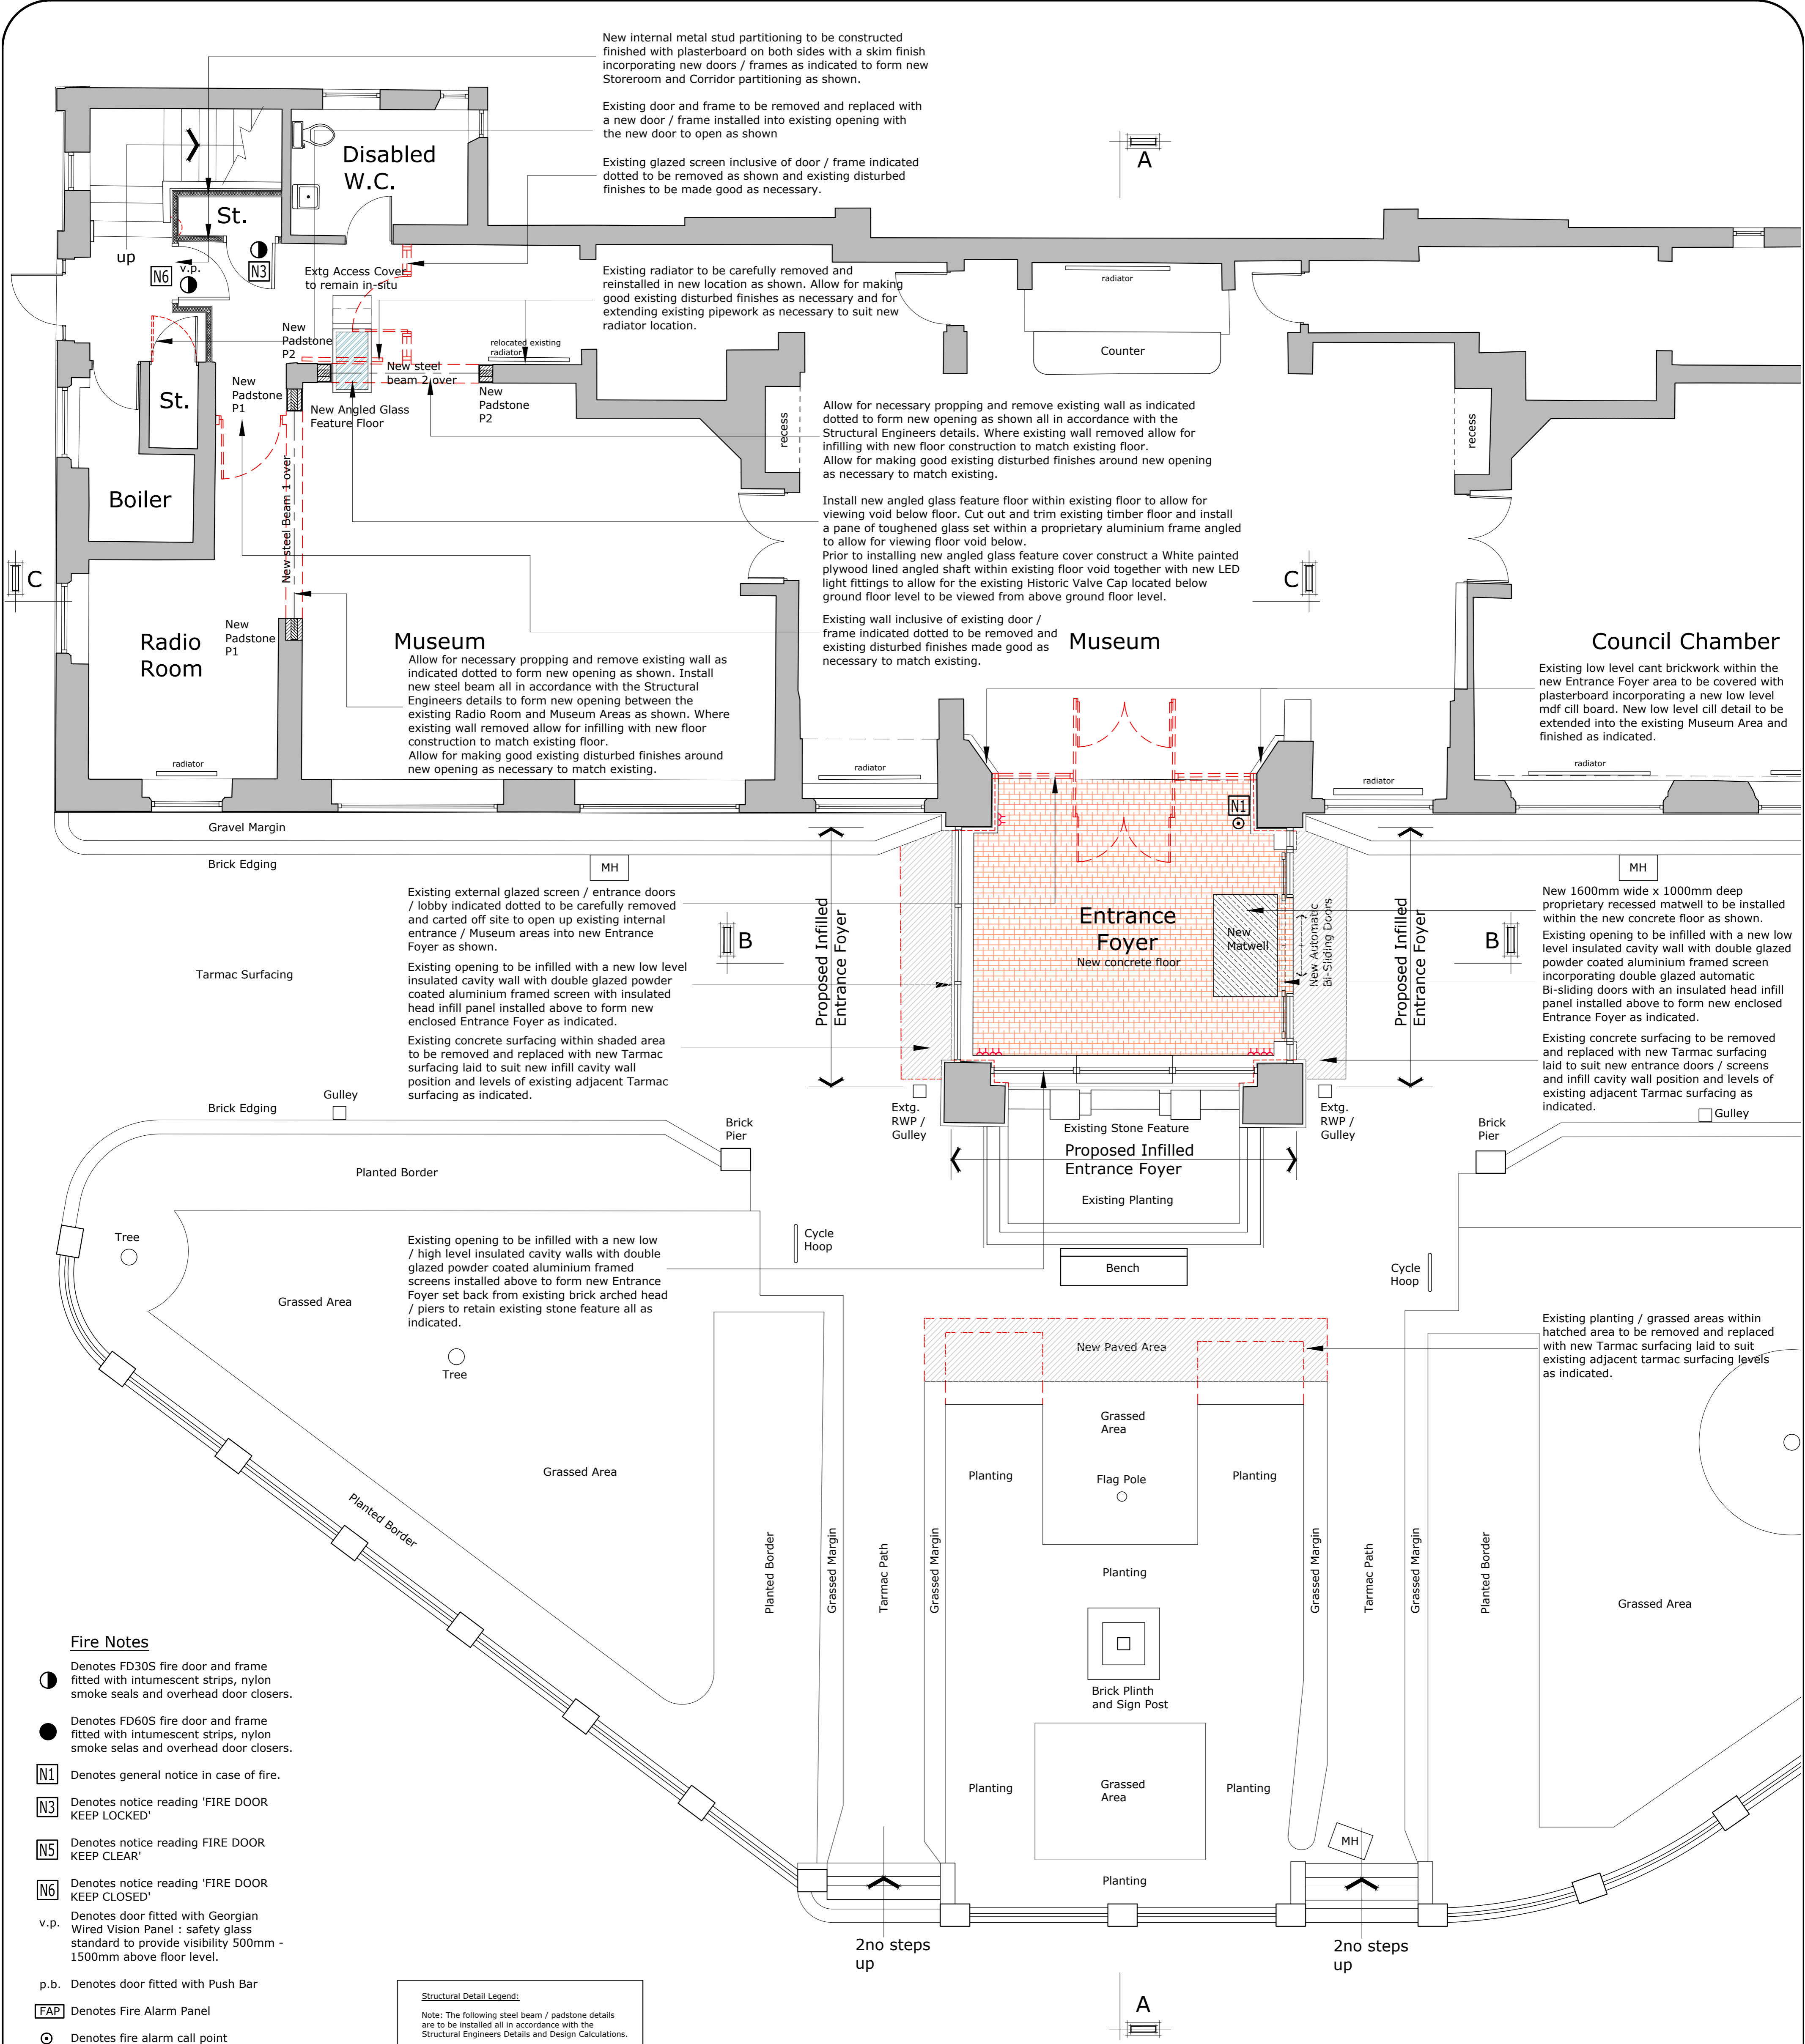 New internal metal stud partitioning to be constructed
finished with plasterboard on both sides with a skim finish
incorporating new doors / frames as indicated to form new
Storeroom and Corridor partitioning as shown.
Existing door and frame to be removed and replaced with
a new door / frame installed into existing opening with
the new door to open as shown
Existing glazed screen inclusive of door / frame indicated
dotted to be removed as shown and existing disturbed
finishes to be made good as necessary.
A
Disabled
W.C.
St.
up
N6
v.p.
N3
Extg Access Cover
to remain in-situ
Existing radiator to be carefully removed and
reinstalled in new location as shown. Allow for making
good existing disturbed finishes as necessary and for
extending existing pipework as necessary to suit new
radiator location.
radiator
Counter
New
Padstone
P2
relocated existing
radiator
New steel
beam 2 over
New
Padstone
P2
New
Padstone
P1
St.
New Angled Glass
Feature Floor
recess
recess
Allow for necessary propping and remove existing wall as indicated
dotted to form new opening as shown all in accordance with the
Structural Engineers details. Where existing wall removed allow for
infilling with new floor construction to match existing floor.
Allow for making good existing disturbed finishes around new opening
as necessary to match existing.
Boiler
New steel Beam 1 over
Install new angled glass feature floor within existing floor to allow for
viewing void below floor. Cut out and trim existing timber floor and install
a pane of toughened glass set within a proprietary aluminium frame angled
to allow for viewing floor void below.
Prior to installing new angled glass feature cover construct a White painted
plywood lined angled shaft within existing floor void together with new LED
light fittings to allow for the existing Historic Valve Cap located below
ground floor level to be viewed from above ground floor level.
C
C
Existing wall inclusive of existing door /
frame indicated dotted to be removed and
existing disturbed finishes made good as
necessary to match existing.
New
Padstone
P1
Radio
Room
Museum
Museum
Council Chamber
Allow for necessary propping and remove existing wall as
indicated dotted to form new opening as shown. Install
new steel beam all in accordance with the Structural
Engineers details to form new opening between the
existing Radio Room and Museum Areas as shown. Where
existing wall removed allow for infilling with new floor
construction to match existing floor.
Allow for making good existing disturbed finishes around
new opening as necessary to match existing.
Existing low level cant brickwork within the
new Entrance Foyer area to be covered with
plasterboard incorporating a new low level
mdf cill board. New low level cill detail to be
extended into the existing Museum Area and
finished as indicated.
radiator
radiator
radiator
radiator
N1
Gravel Margin
Brick Edging
MH
MH
Existing external glazed screen / entrance doors
/ lobby indicated dotted to be carefully removed
and carted off site to open up existing internal
entrance / Museum areas into new Entrance
Foyer as shown.
Existing opening to be infilled with a new low level
insulated cavity wall with double glazed powder
coated aluminium framed screen with insulated
head infill panel installed above to form new
enclosed Entrance Foyer as indicated.
Existing concrete surfacing within shaded area
to be removed and replaced with new Tarmac
surfacing laid to suit new infill cavity wall
position and levels of existing adjacent Tarmac
surfacing as indicated.
Tarmac Surfacing
B
Proposed Infilled
Entrance Foyer
Entrance
Foyer
New concrete floor
New
Matwell
New Automatic
Bi-Sliding Doors
Proposed Infilled
Entrance Foyer
B
New 1600mm wide x 1000mm deep
proprietary recessed matwell to be installed
within the new concrete floor as shown.
Existing opening to be infilled with a new low
level insulated cavity wall with double glazed
powder coated aluminium framed screen
incorporating double glazed automatic
Bi-sliding doors with an insulated head infill
panel installed above to form new enclosed
Entrance Foyer as indicated.
Existing concrete surfacing to be removed
and replaced with new Tarmac surfacing
laid to suit new entrance doors / screens
and infill cavity wall position and levels of
existing adjacent Tarmac surfacing as
indicated.
Gulley
Gulley
Brick Edging
Extg.
RWP /
Gulley
Extg.
RWP /
Gulley
Brick
Pier
Brick
Pier
Existing Stone Feature
Proposed Infilled
Entrance Foyer
Existing Planting
Bench
Planted Border
Tree
Cycle
Hoop
Cycle
Hoop
Existing opening to be infilled with a new low
/ high level insulated cavity walls with double
glazed powder coated aluminium framed
screens installed above to form new Entrance
Foyer set back from existing brick arched head
/ piers to retain existing stone feature all as
indicated.
Grassed Area
Tree
New Paved Area
Existing planting / grassed areas within
hatched area to be removed and replaced
with new Tarmac surfacing laid to suit
existing adjacent tarmac surfacing levels
as indicated.
Grassed
Area
Grassed Area
Planting
Flag Pole
Planting
Planted Border
Planted Border
Grassed Margin
Tarmac Path
Grassed Margin
Planting
Grassed Margin
Tarmac Path
Grassed Margin
Planted Border
Grassed Area
Brick Plinth
and Sign Post
Planting
Grassed
Area
Planting
MH
Planting
2no steps
up
2no steps
up
A
Fire Notes
Denotes FD30S fire door and frame
fitted with intumescent strips, nylon
smoke seals and overhead door closers.
Denotes FD60S fire door and frame
fitted with intumescent strips, nylon
smoke selas and overhead door closers.
N1 Denotes general notice in case of fire.
N3 Denotes notice reading 'FIRE DOOR
KEEP LOCKED'
N5 Denotes notice reading FIRE DOOR
KEEP CLEAR'
N6 Denotes notice reading 'FIRE DOOR
KEEP CLOSED'
v.p. Denotes door fitted with Georgian
Wired Vision Panel : safety glass
standard to provide visibility 500mm -
1500mm above floor level.
p.b. Denotes door fitted with Push Bar
FAP Denotes Fire Alarm Panel
Denotes fire alarm call point
Structural Detail Legend:
Note: The following steel beam / padstone details
are to be installed all in accordance with the
Structural Engineers Details and Design Calculations.